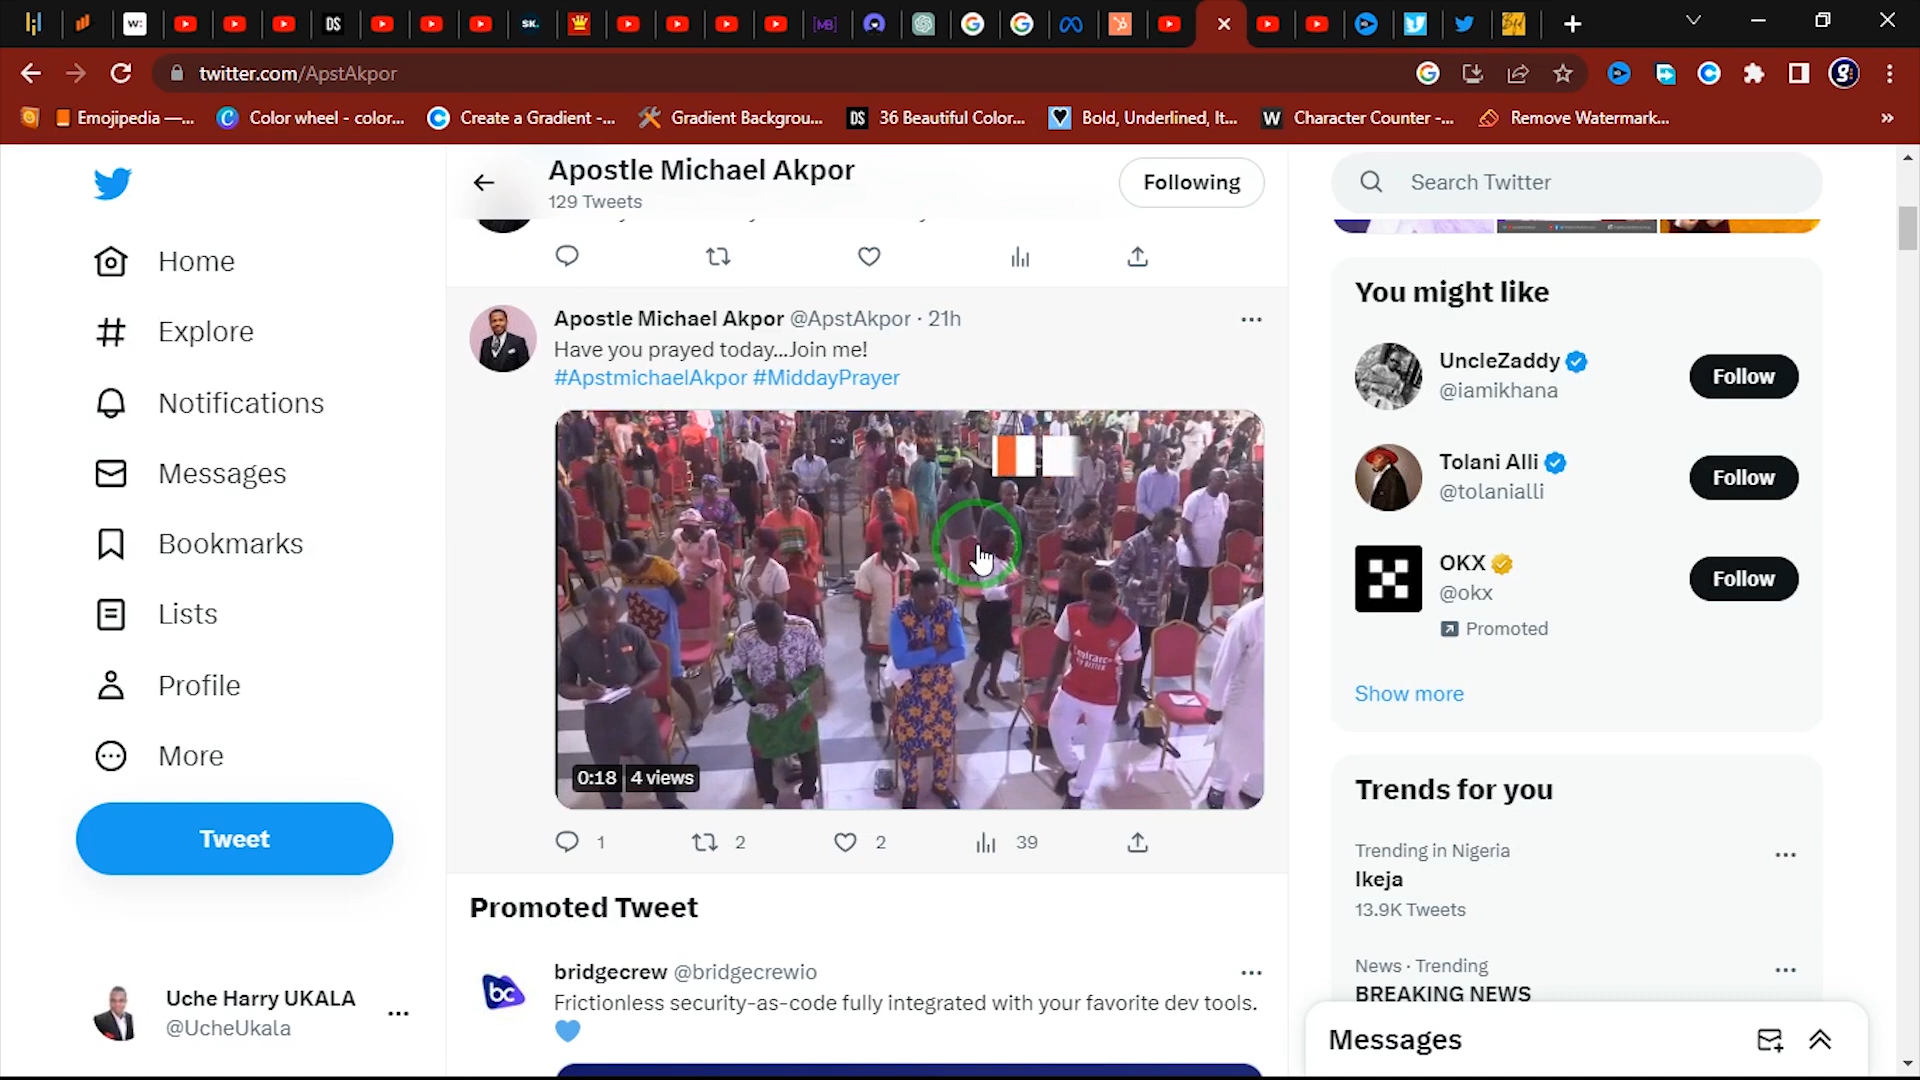 twitter.com/ApstAkpor
Emojipedia —...
Color wheel - color...
Create a Gradient -...
Gradient Backgrou...
DS
36 Beautiful Color...
Bold, Underlined, It...
W
Character Counter -...
Remove Watermark...
Apostle Michael Akpor
129 Tweets
Following
Search Twitter
Home
Explore
Notifications
Messages
Bookmarks
Lists
Profile
More
Tweet
Uche Harry UKALA
@UcheUkala
Apostle Michael Akpor @ApstAkpor · 21h
Have you prayed today...Join me!
#ApstmichaelAkpor #MiddayPrayer
0:18
4 views
1
2
2
39
Promoted Tweet
bc
bridgecrew @bridgecrewio
Frictionless security-as-code fully integrated with your favorite dev tools.
You might like
UncleZaddy
@iamikhana
Follow
Tolani Alli
@tolanialli
Follow
OKX
@okx
Promoted
Follow
Show more
Trends for you
Trending in Nigeria
Ikeja
13.9K Tweets
News · Trending
BREAKING NEWS
Messages